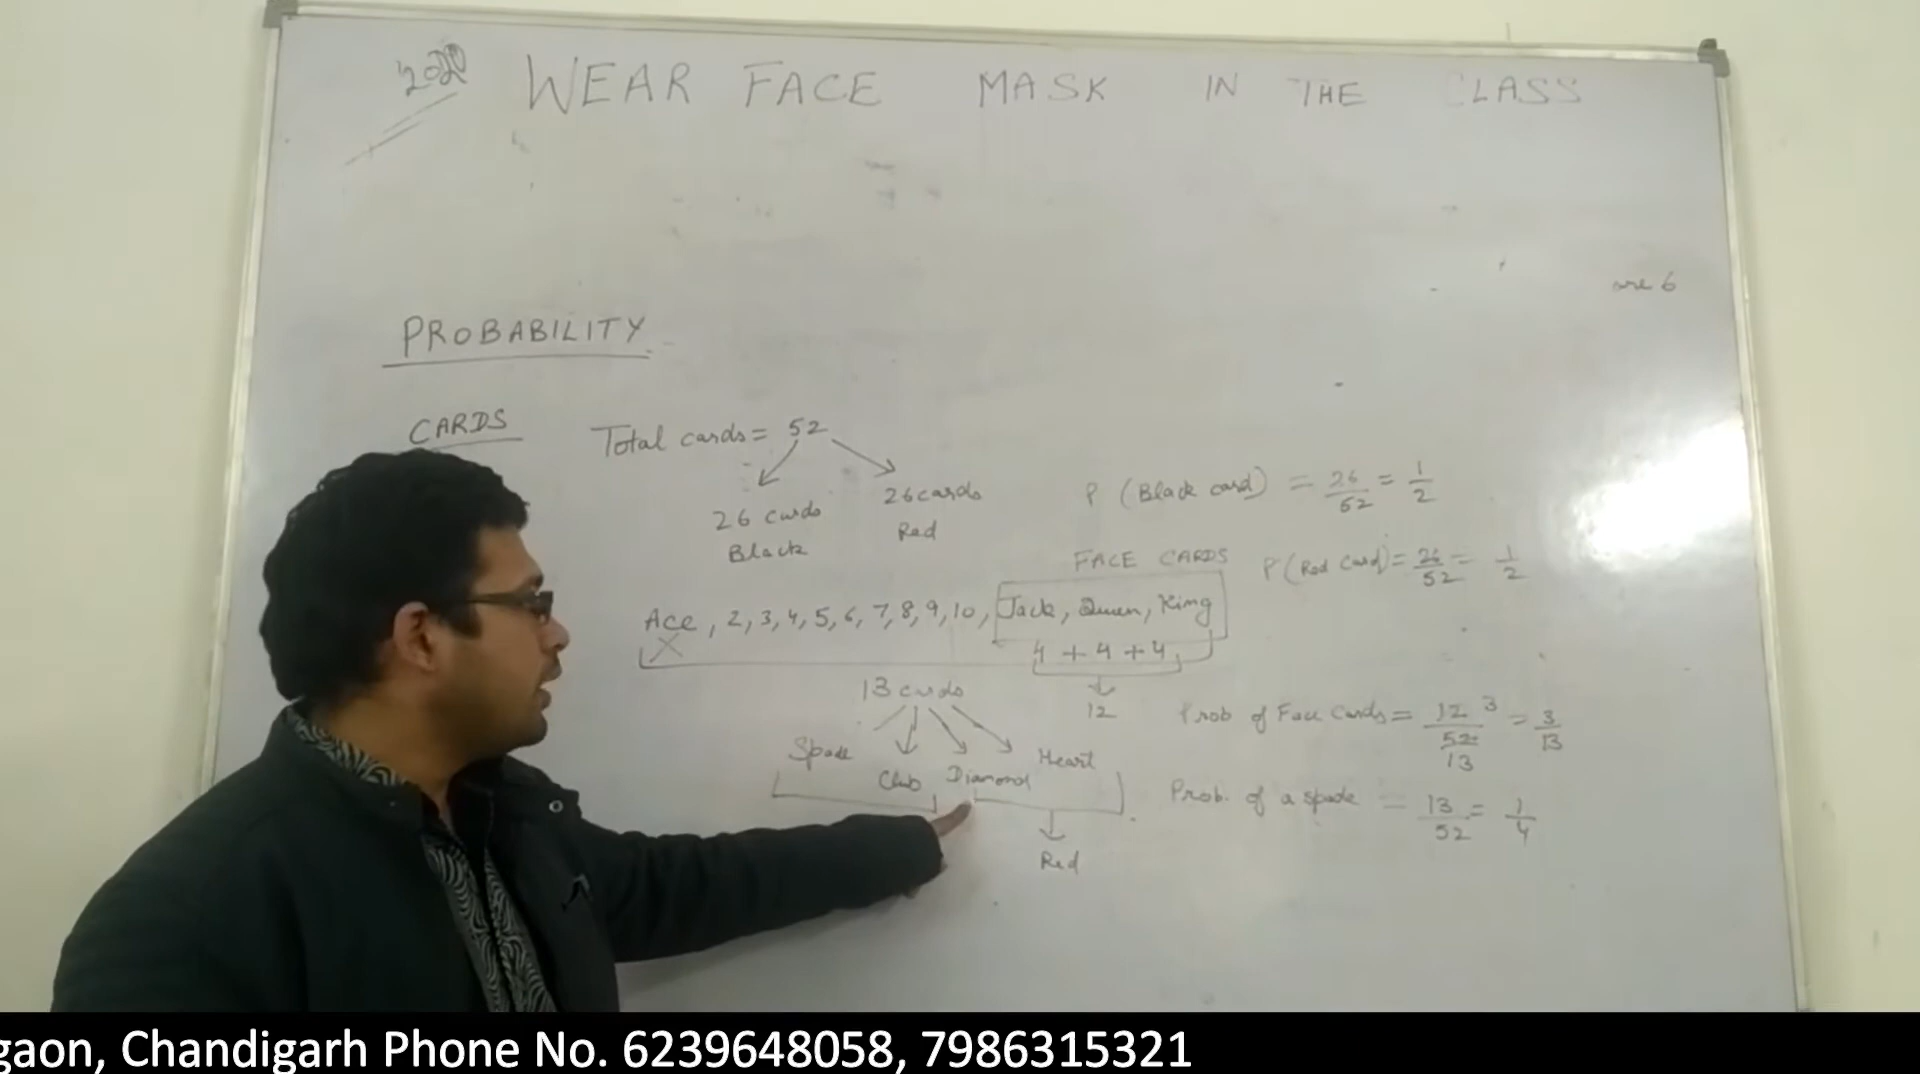 2020 WEAR FACE MASK IN THE CLASS
are 6
PROBABILITY
CARDS
Total cards = 52
26 cards
Black
26 cards
Red
P (Black card) = 26/52 = 1/2
FACE CARDS
P (Red Card) = 26/52 = 1/2
Ace, 2, 3, 4, 5, 6, 7, 8, 9, 10, Jack, Queen, King
4 + 4 + 4
13 cards
12
Prob of Face Cards = 12/52 3/13 = 3/13
Spade
Club
Diamond
Heart
Prob. of a spade = 13/52 = 1/4
Red
gaon, Chandigarh Phone No. 6239648058, 7986315321